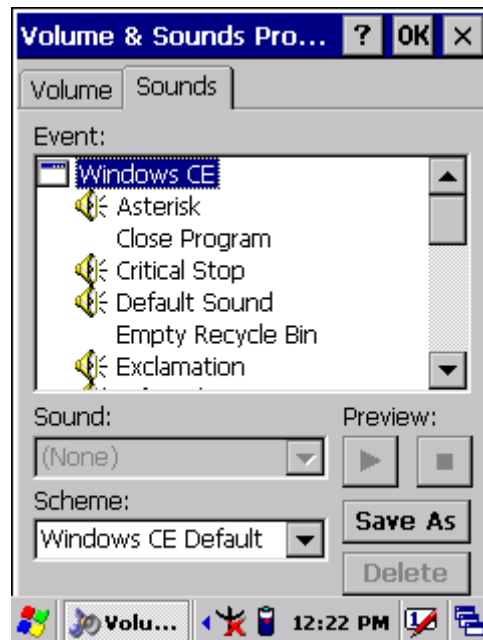 Volume & Sounds Pro... ? OK ×
Volume Sounds
Event:
Windows CE
Asterisk
Close Program
Critical Stop
Default Sound
Empty Recycle Bin
Exclamation
Sound: Preview:
(None)
Scheme:
Windows CE Default
Save As
Delete
Volu... 12:22 PM